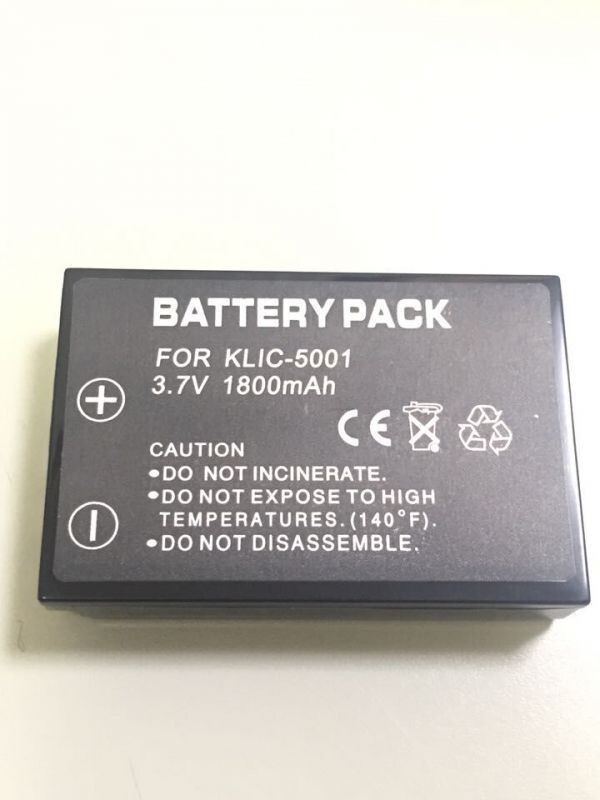 BATTERY PACK
FOR KLIC-5001
3.7V 1800mAh
+
CE
CAUTION
•DO NOT INCINERATE.
•DO NOT EXPOSE TO HIGH
TEMPERATURES.(140°F).
•DO NOT DISASSEMBLE.
−